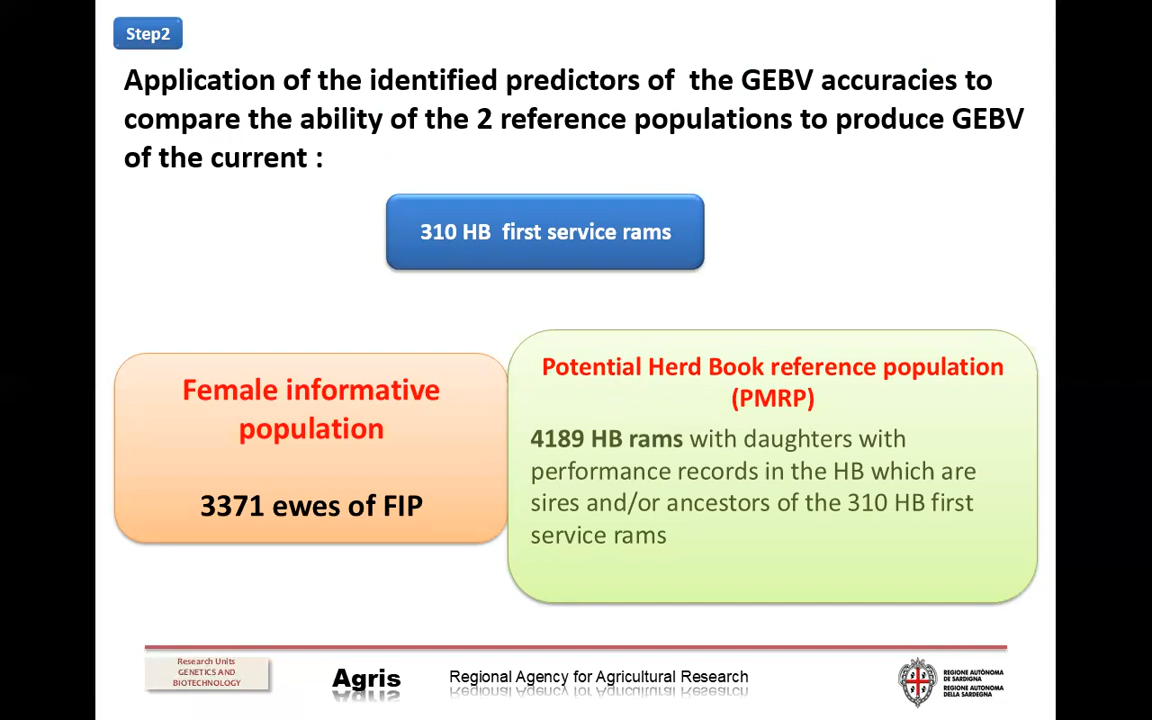 Step2
Application of the identified predictors of the GEBV accuracies to
compare the ability of the 2 reference populations to produce GEBV
of the current :
310 HB first service rams
Female informative
population
3371 ewes of FIP
Potential Herd Book reference population
(PMRP)
4189 HB rams with daughters with
performance records in the HB which are
sires and/or ancestors of the 310 HB first
service rams
Research Units
GENETICS AND
BIOTECHNOLOGY
Agris
Regional Agency for Agricultural Research
REGIONE AUTÒNOMA
DE SARDIGNA
REGIONE AUTONOMA
DELLA SARDEGNA